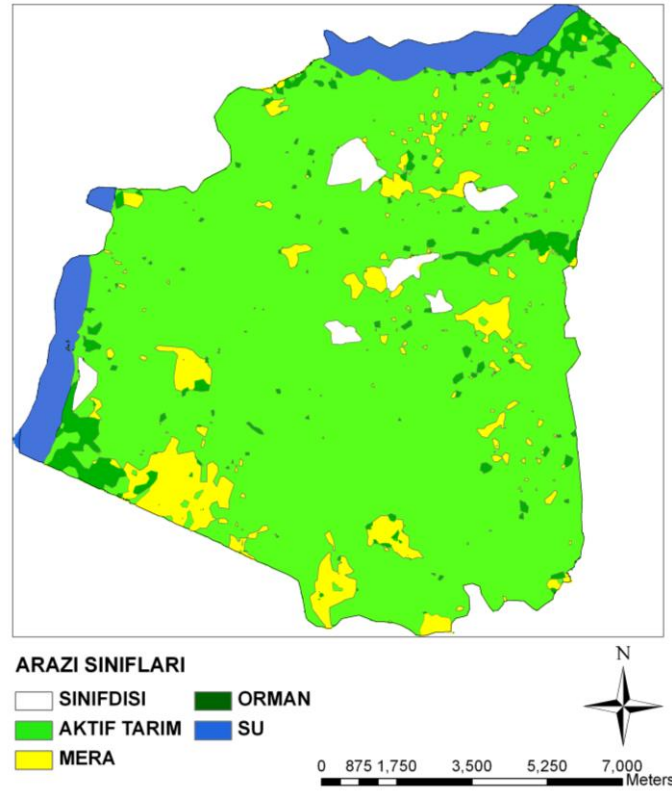 ARAZI SINIFLARI
SINIFDISI
ORMAN
AKTIF TARIM
SU
MERA
N
0 875 1,750 3,500 5,250 7,000
Meters